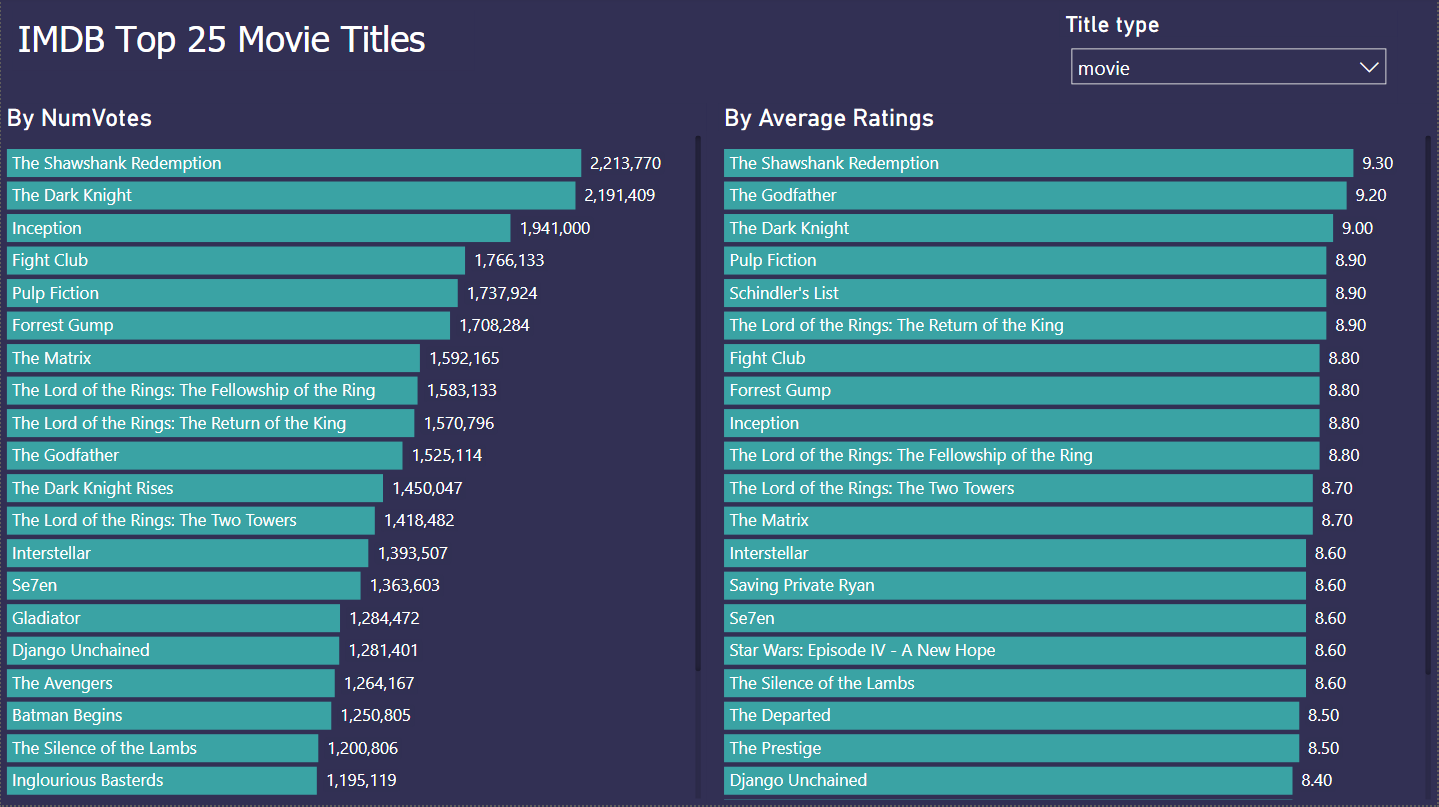 IMDB Top 25 Movie Titles
Title type
movie
By NumVotes
The Shawshank Redemption 2,213,770
The Dark Knight 2,191,409
Inception 1,941,000
Fight Club 1,766,133
Pulp Fiction 1,737,924
Forrest Gump 1,708,284
The Matrix 1,592,165
The Lord of the Rings: The Fellowship of the Ring 1,583,133
The Lord of the Rings: The Return of the King 1,570,796
The Godfather 1,525,114
The Dark Knight Rises 1,450,047
The Lord of the Rings: The Two Towers 1,418,482
Interstellar 1,393,507
Se7en 1,363,603
Gladiator 1,284,472
Django Unchained 1,281,401
The Avengers 1,264,167
Batman Begins 1,250,805
The Silence of the Lambs 1,200,806
Inglourious Basterds 1,195,119
By Average Ratings
The Shawshank Redemption 9.30
The Godfather 9.20
The Dark Knight 9.00
Pulp Fiction 8.90
Schindler's List 8.90
The Lord of the Rings: The Return of the King 8.90
Fight Club 8.80
Forrest Gump 8.80
Inception 8.80
The Lord of the Rings: The Fellowship of the Ring 8.80
The Lord of the Rings: The Two Towers 8.70
The Matrix 8.70
Interstellar 8.60
Saving Private Ryan 8.60
Se7en 8.60
Star Wars: Episode IV - A New Hope 8.60
The Silence of the Lambs 8.60
The Departed 8.50
The Prestige 8.50
Django Unchained 8.40